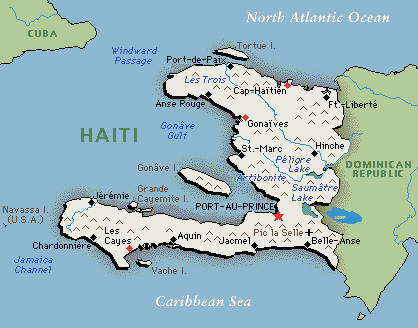 North Atlantic Ocean
CUBA
Tortue I.
Windward
Passage
Port-de-Paix
Les Trois
Cap-Haïtien
Anse Rouge
Ft.-Liberté
Gonaïves
HAITI
Gonâve
Gulf
St.-Marc
Hinche
Péligre
Lake
DOMINICAN
REPUBLIC
Gonâve I.
Artibonite
Saumâtre
Lake
Grande
Cayemite I.
Jérémie
PORT-AU-PRINCE
Navassa I.
(U.S.A.)
Les
Cayes
Aquin
Pic la Selle
Chardonnière
Jacmel
Belle-Anse
Jamaica
Channel
Vache I.
Caribbean Sea